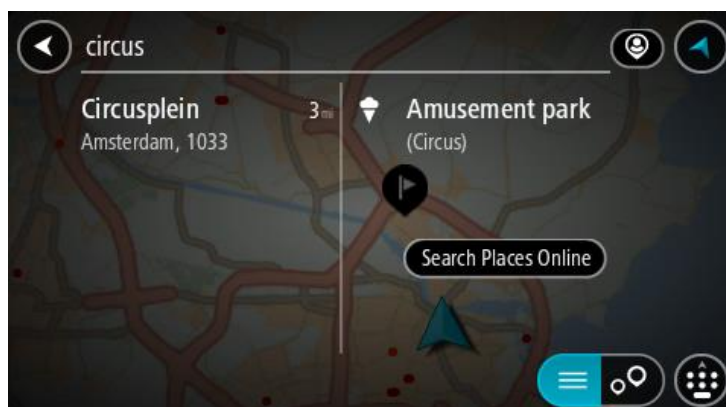 circus
Circusplein 3 mi
Amsterdam, 1033
Amusement park
(Circus)
Search Places Online